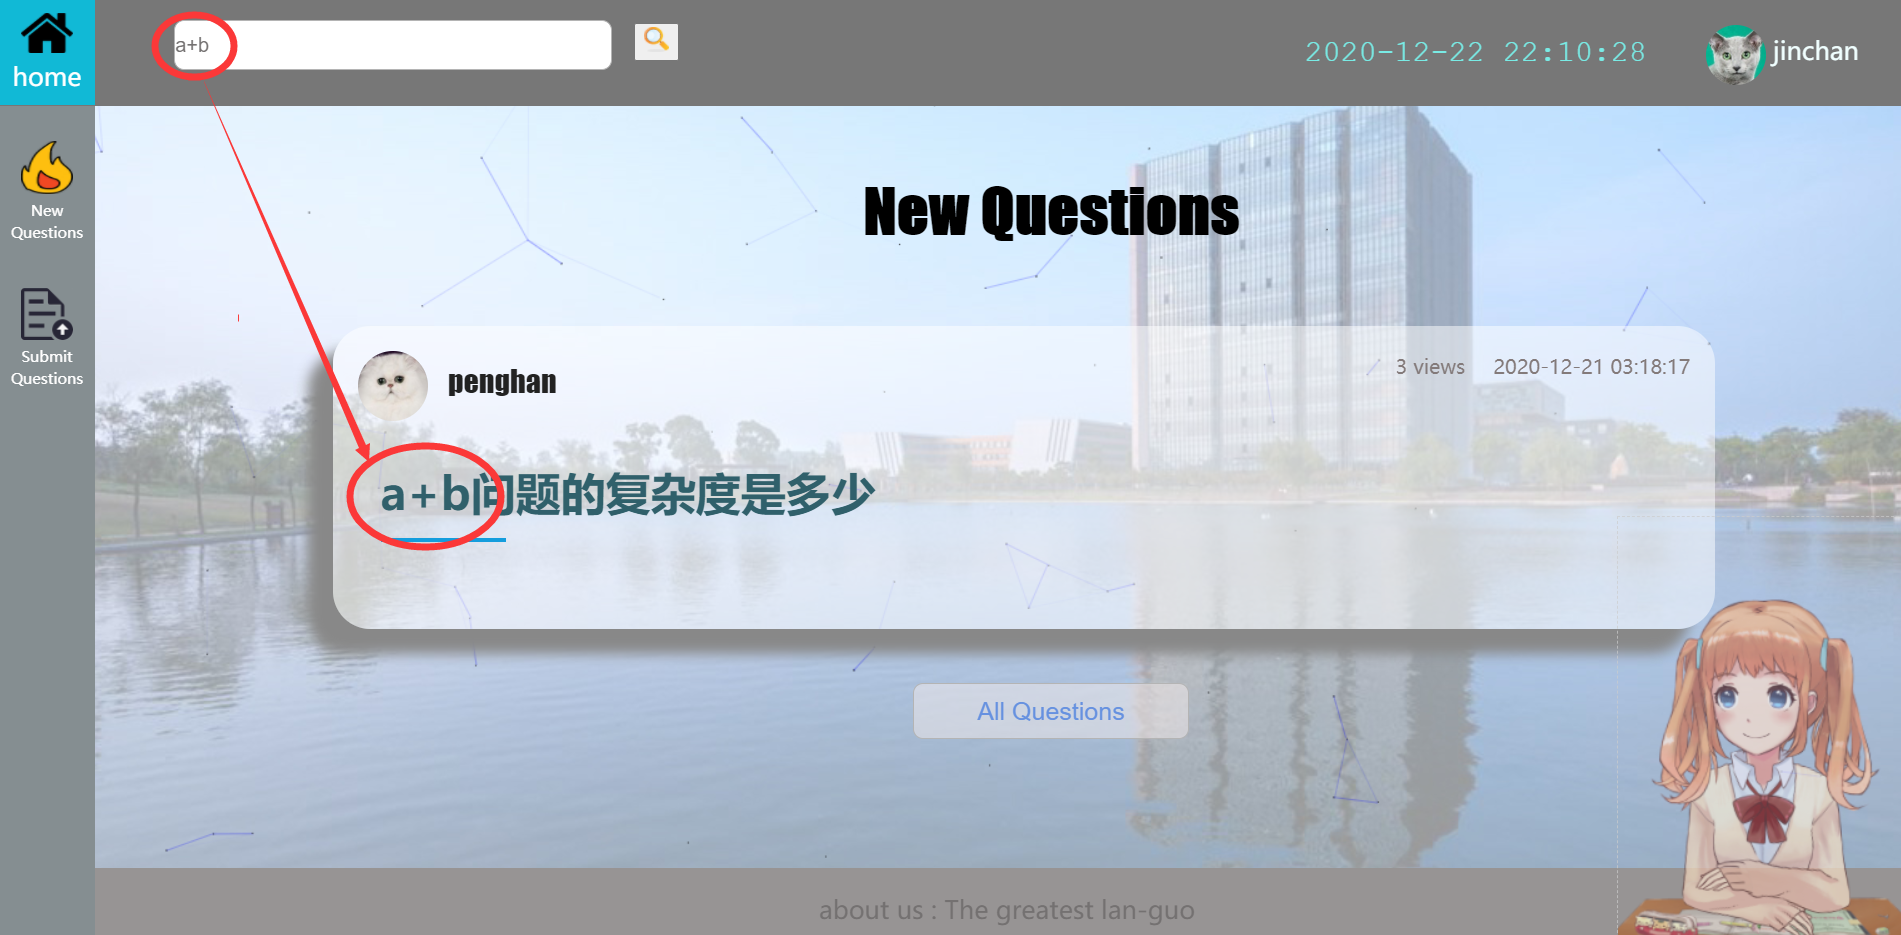 home
a+b
2020-12-22 22:10:28
jinchan
New
Questions
Submit
Questions
New Questions
penghan
3 views
2020-12-21 03:18:17
a+b问题的复杂度是多少
All Questions
about us : The greatest lan-guo